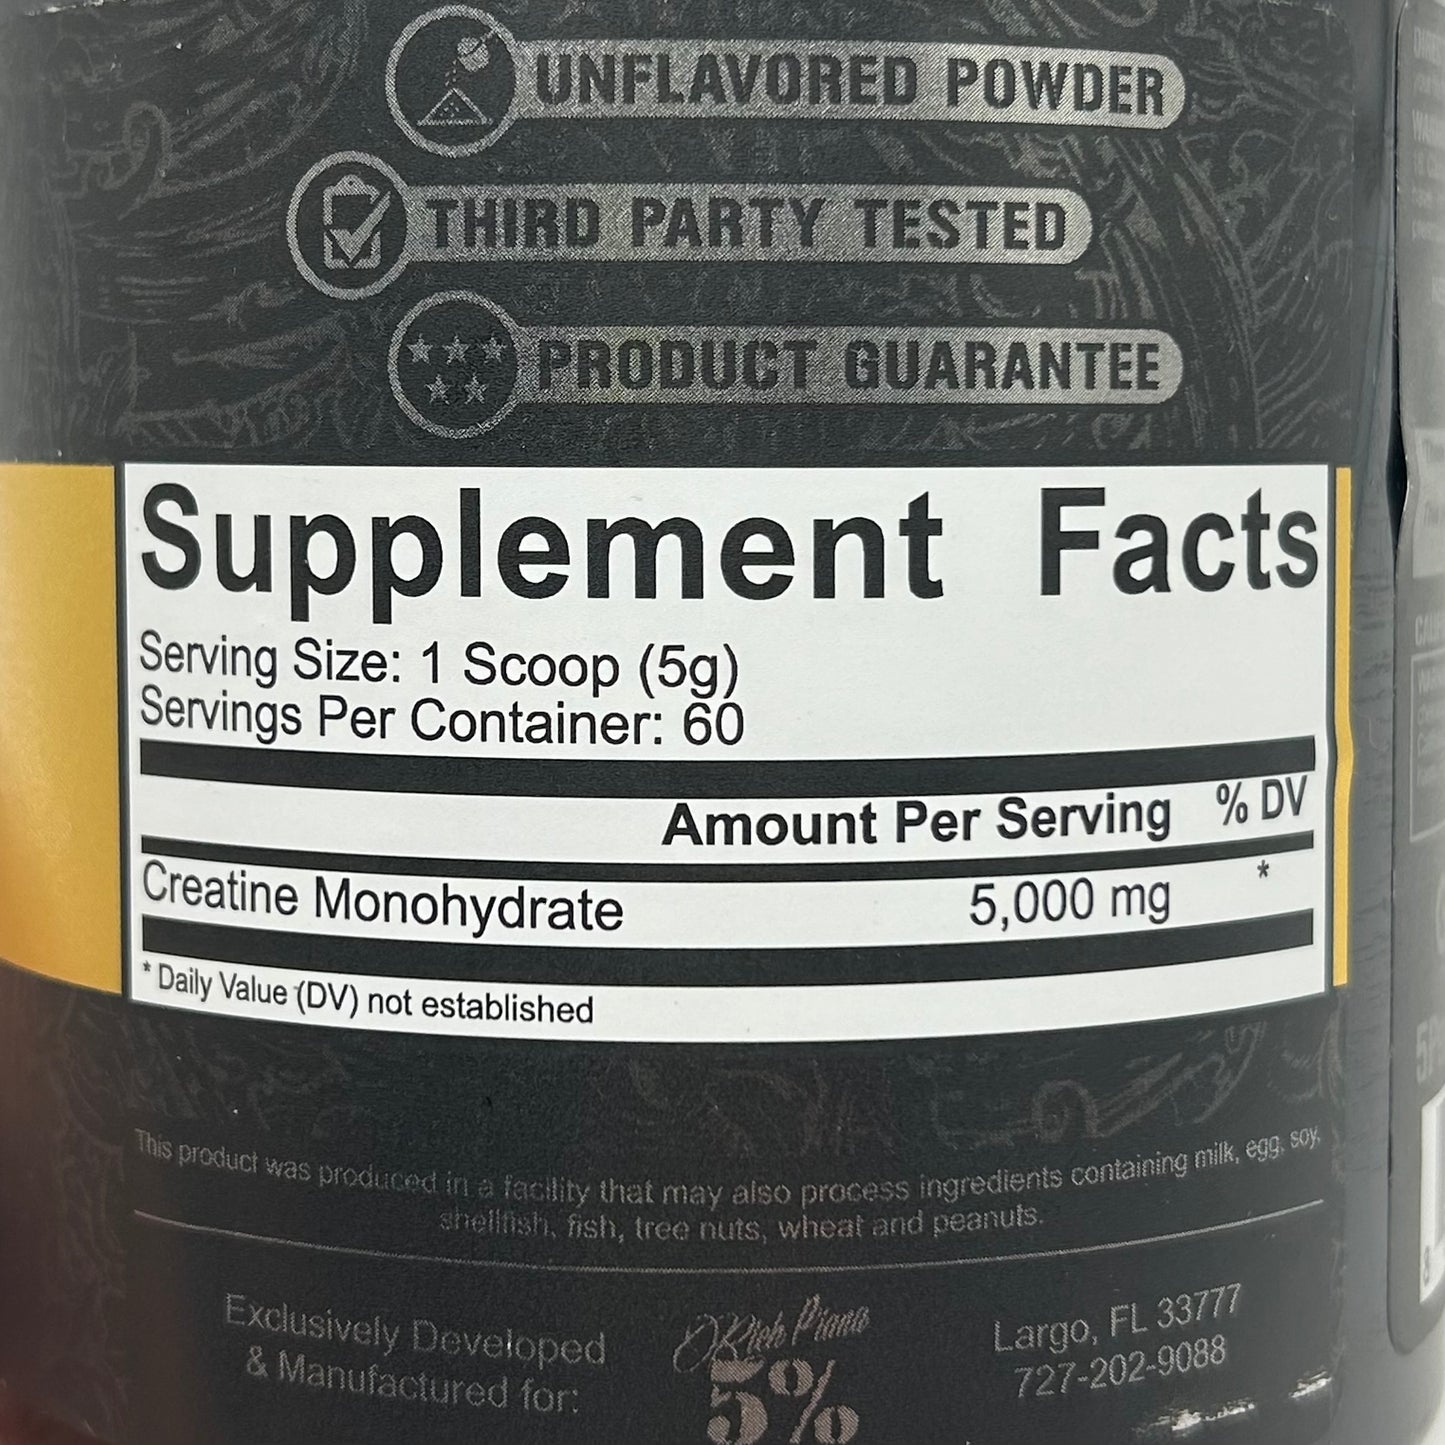 UNFLAVORED POWDER
THIRD PARTY TESTED
PRODUCT GUARANTEE
Supplement Facts
Serving Size: 1 Scoop (5g)
Servings Per Container: 60
Amount Per Serving % DV
Creatine Monohydrate 5,000 mg *
* Daily Value (DV) not established
This product was produced in a facility that may also process ingredients containing milk, egg, soy,
shellfish, fish, tree nuts, wheat and peanuts.
Exclusively Developed
& Manufactured for:
Rich Piana
5%
Largo, FL 33777
727-202-9088